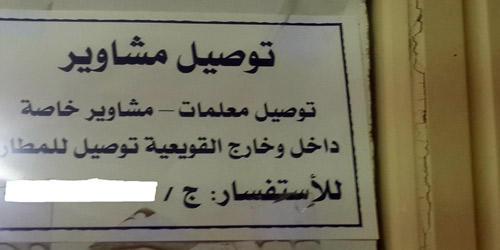 توصيل مشاوير
توصيل معلمات – مشاوير خاصة
داخل وخارج القويعية توصيل للمطار
للأستفسار: ج /